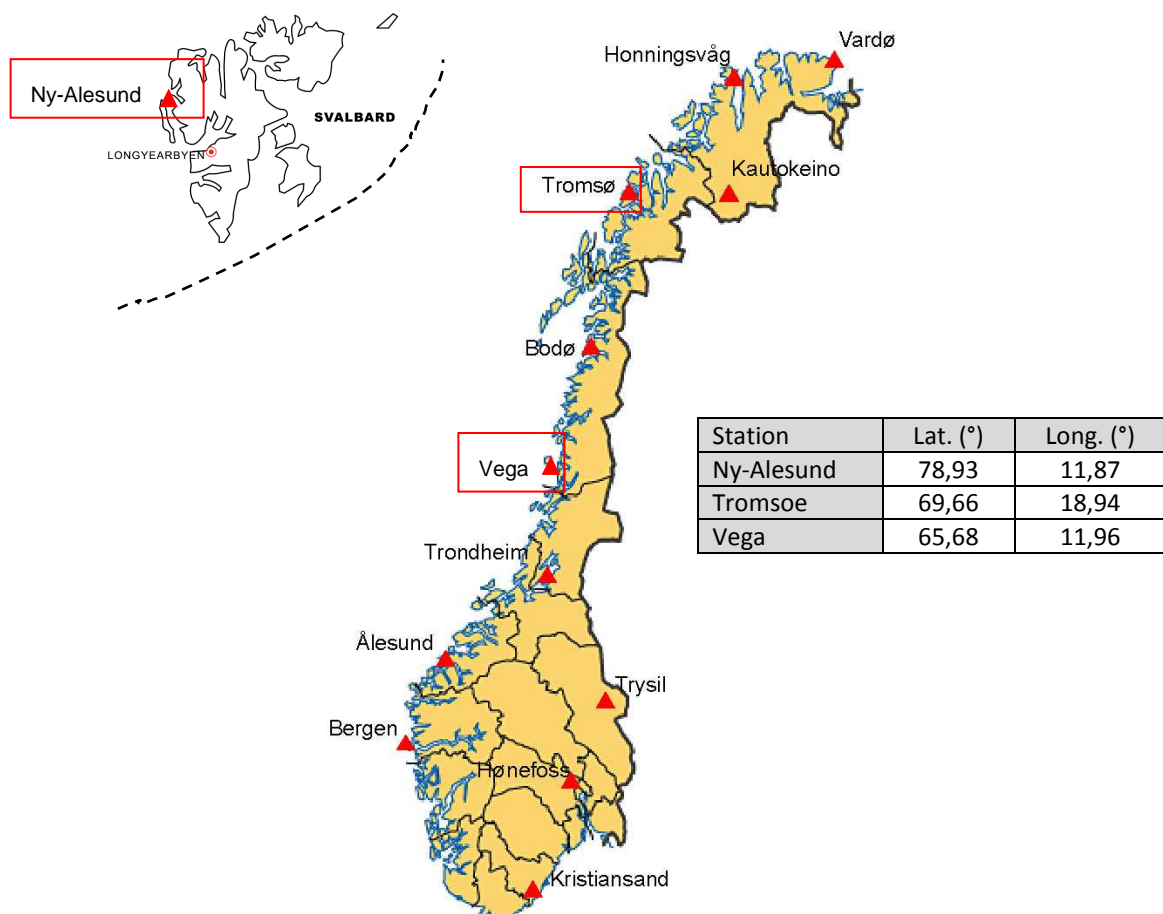 Vardø
Honningsvåg
Ny-Alesund
SVALBARD
LONGYEARBYEN
Tromsø
Kautokeino
Bodø
Station Lat. (°) Long. (°)
Ny-Alesund 78,93 11,87
Tromsoe 69,66 18,94
Vega 65,68 11,96
Vega
Trondheim
Ålesund
Trysil
Bergen
Hønefoss
Kristiansand